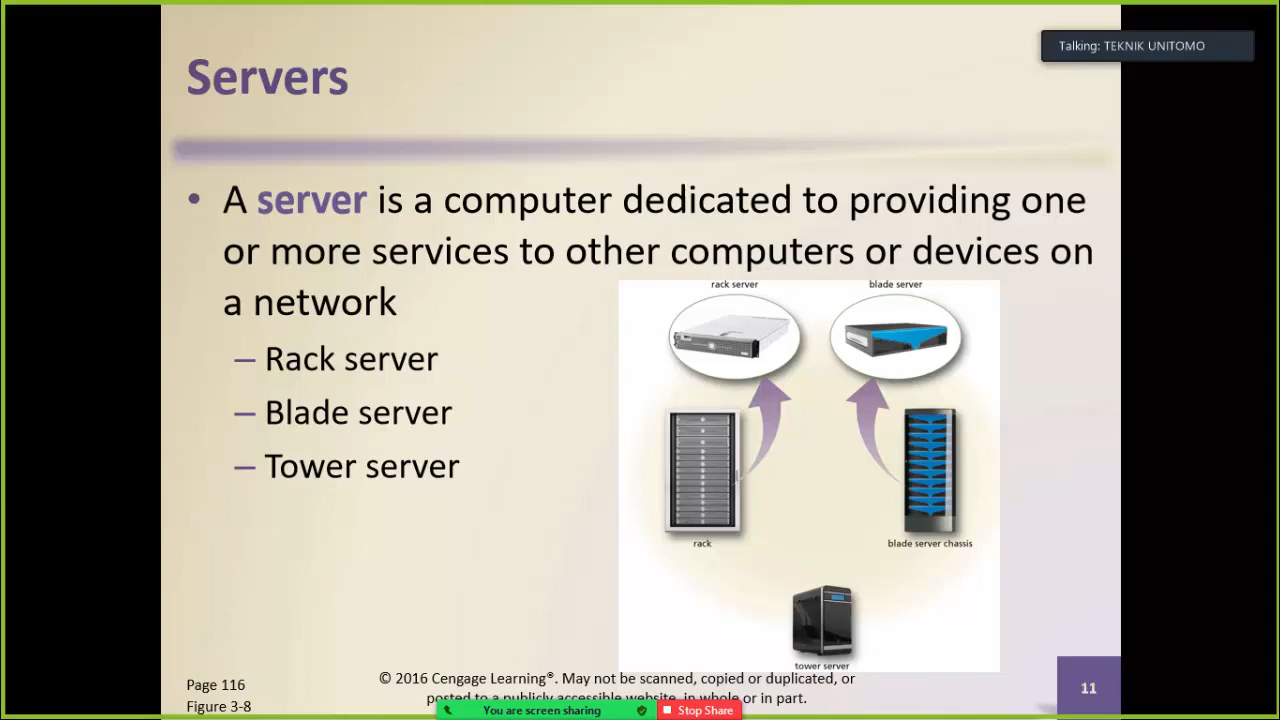 Talking: TEKNIK UNITOMO
Servers
• A server is a computer dedicated to providing one
or more services to other computers or devices on
a network
– Rack server
– Blade server
– Tower server
rack server
blade server
rack
blade server chassis
tower server
Page 116
Figure 3-8
© 2016 Cengage Learning®. May not be scanned, copied or duplicated, or
posted to a publicly accessible website, in whole or in part.
11
You are screen sharing
Stop Share